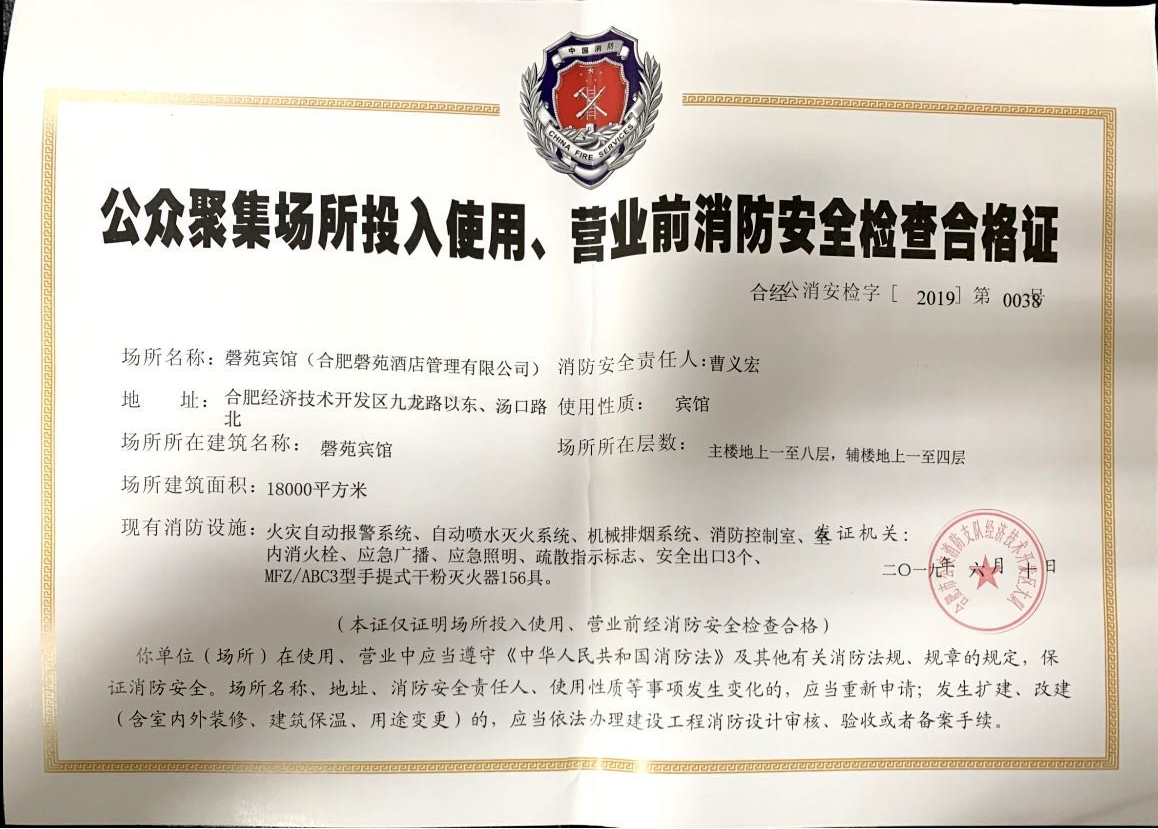 中国消防
CHINA FIRE SERVICES
公众聚集场所投入使用、营业前消防安全检查合格证
合经公消安检字［2019］第0038号
场所名称：磬苑宾馆（合肥磬苑酒店管理有限公司） 消防安全责任人：曹义宏
地 址：合肥经济技术开发区九龙路以东、汤口路 使用性质： 宾馆
北
场所所在建筑名称： 磬苑宾馆 场所所在层数： 主楼地上一至八层，辅楼地上一至四层
场所建筑面积：18000平方米
现有消防设施：火灾自动报警系统、自动喷水灭火系统、机械排烟系统、消防控制室、室 发证机关：
内消火栓、应急广播、应急照明、疏散指示标志、安全出口3个、
MFZ/ABC3型手提式干粉灭火器156具。
二〇一九年 六月 十日
（本证仅证明场所投入使用、营业前经消防安全检查合格）
你单位（场所）在使用、营业中应当遵守《中华人民共和国消防法》及其他有关消防法规、规章的规定，保
证消防安全。场所名称、地址、消防安全责任人、使用性质等事项发生变化的，应当重新申请；发生扩建、改建
（含室内外装修、建筑保温、用途变更）的，应当依法办理建设工程消防设计审核、验收或者备案手续。